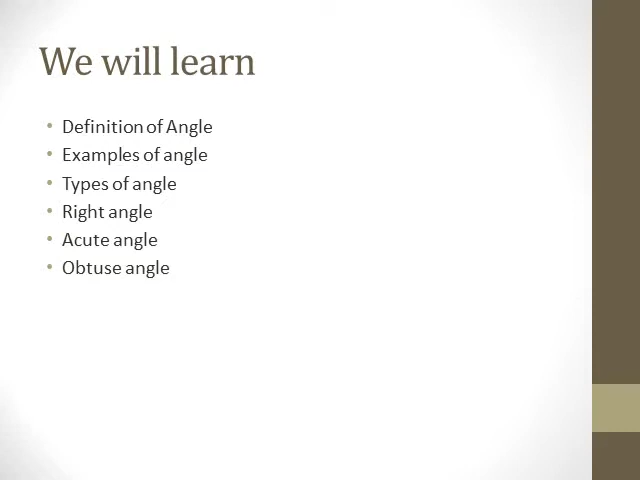 We will learn
• Definition of Angle
• Examples of angle
• Types of angle
• Right angle
• Acute angle
• Obtuse angle